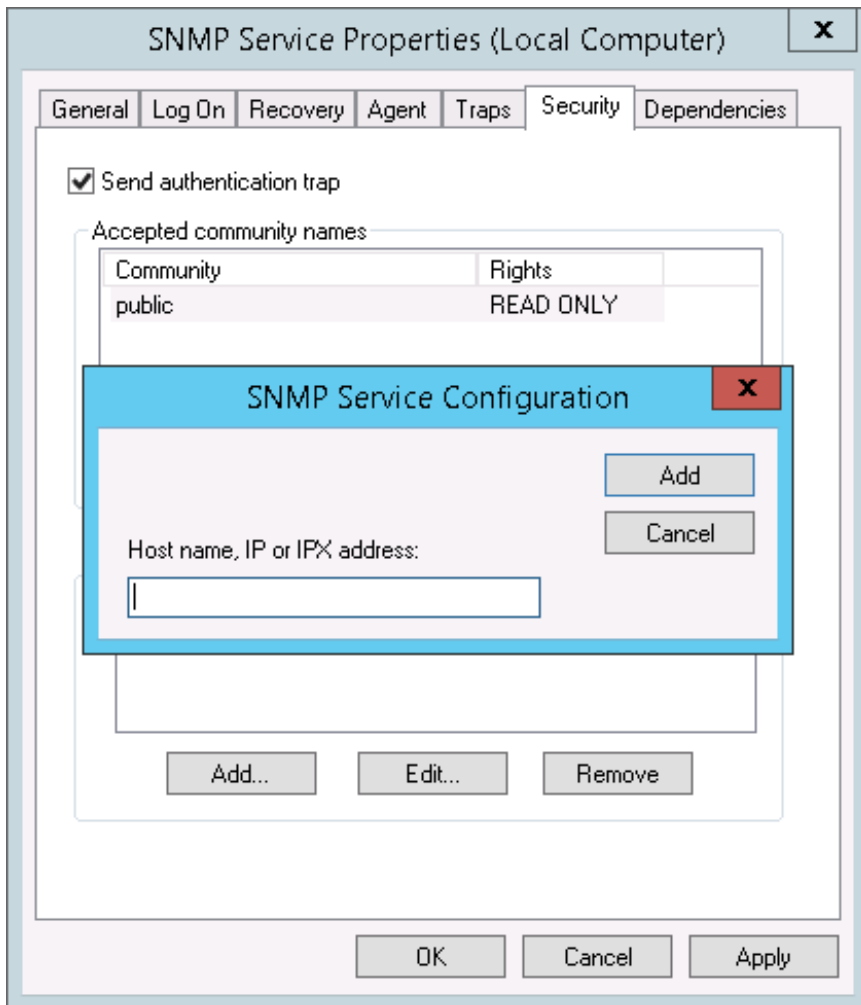 SNMP Service Properties (Local Computer)
x
General Log On Recovery Agent Traps Security Dependencies
Send authentication trap
Accepted community names
Community Rights
public READ ONLY
SNMP Service Configuration
x
Add
Cancel
Host name, IP or IPX address:
Add... Edit... Remove
OK Cancel Apply